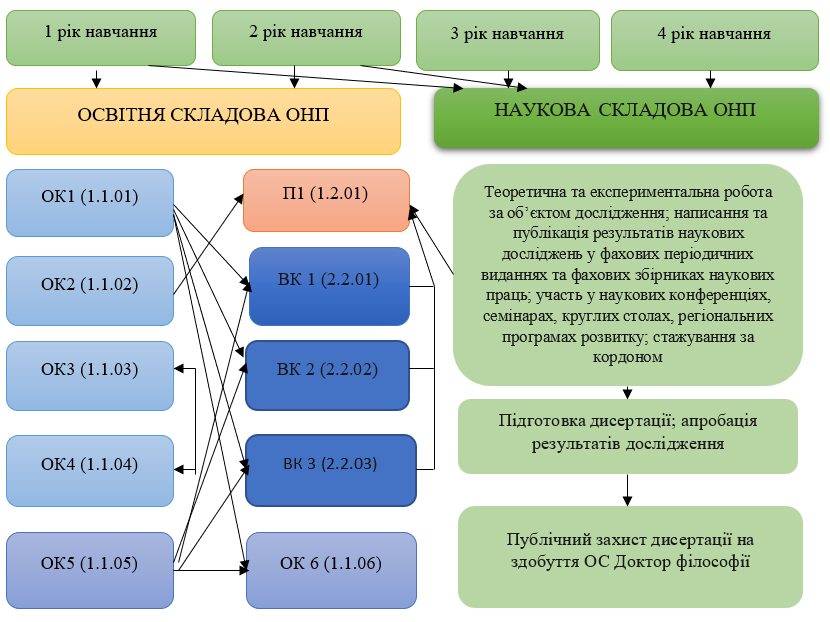 1 рік навчання
2 рік навчання
3 рік навчання
4 рік навчання
ОСВІТНЯ СКЛАДОВА ОНП
НАУКОВА СКЛАДОВА ОНП
ОК1 (1.1.01)
П1 (1.2.01)
ОК2 (1.1.02)
ВК 1 (2.2.01)
ОК3 (1.1.03)
ВК 2 (2.2.02)
ОК4 (1.1.04)
ВК 3 (2.2.03)
ОК5 (1.1.05)
ОК 6 (1.1.06)
Теоретична та експериментальна робота
за об’єктом дослідження; написання та
публікація результатів наукових
досліджень у фахових періодичних
виданнях та фахових збірниках наукових
праць; участь у наукових конференціях,
семінарах, круглих столах, регіональних
програмах розвитку; стажування за
кордоном
Підготовка дисертації; апробація
результатів дослідження
Публічний захист дисертації на
здобуття ОС Доктор філософії